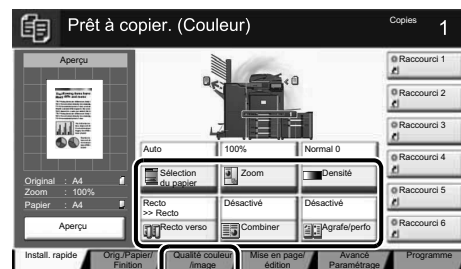 Prêt à copier. (Couleur)
Copies 1
Aperçu
Original : A4
Zoom : 100%
Papier : A4
Aperçu
Auto
100%
Normal 0
Sélection du papier
Zoom
Densité
Recto >> Recto
Désactivé
Désactivé
Recto verso
Combiner
Agrafe/perfo
Raccourci 1
Raccourci 2
Raccourci 3
Raccourci 4
Raccourci 5
Raccourci 6
Install. rapide
Orig./Papier/ Finition
Qualité couleur /image
Mise en page/ édition
Avancé Paramétrage
Programme